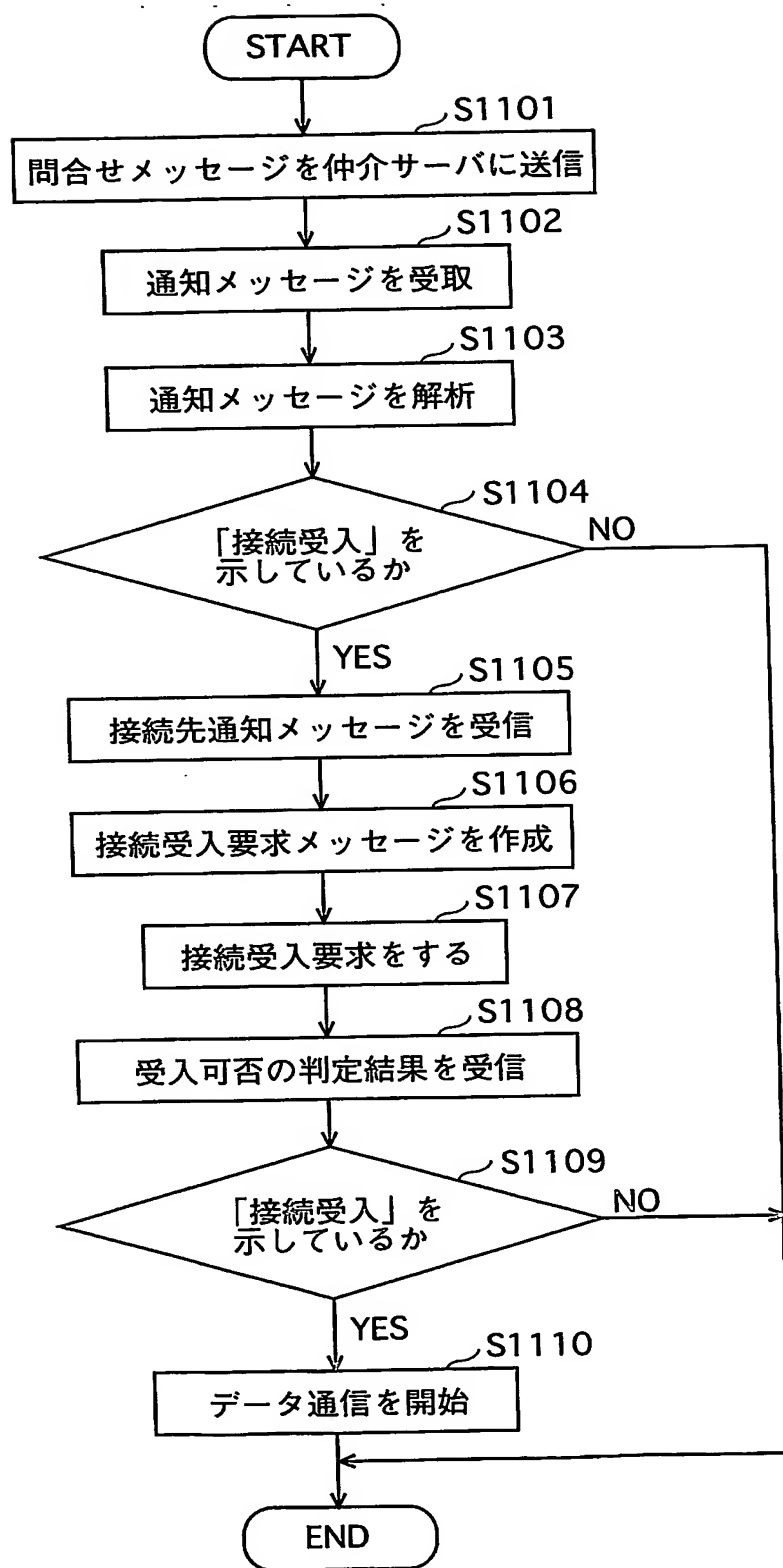 START
S1101
問合せメッセージを仲介サーバに送信
S1102
通知メッセージを受取
S1103
通知メッセージを解析
S1104
「接続受入」を
示しているか
NO
YES
S1105
接続先通知メッセージを受信
S1106
接続受入要求メッセージを作成
S1107
接続受入要求をする
S1108
受入可否の判定結果を受信
S1109
「接続受入」を
示しているか
NO
YES
S1110
データ通信を開始
END